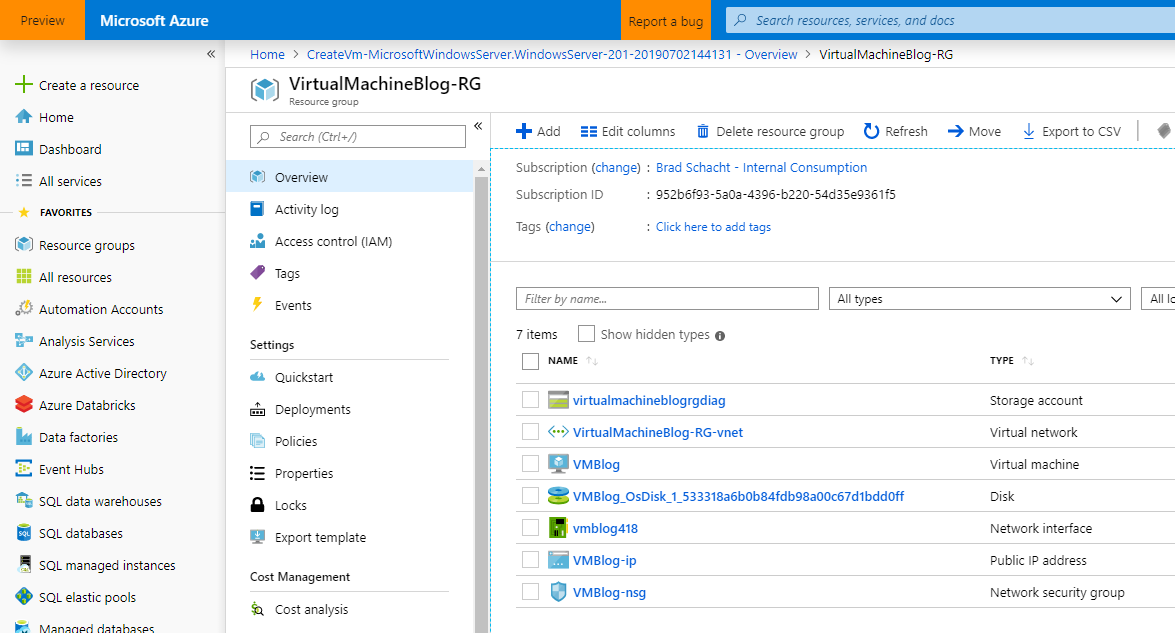 Preview
Microsoft Azure
Report a bug
Search resources, services, and docs
«
Create a resource
Home
Dashboard
All services
FAVORITES
Resource groups
All resources
Automation Accounts
Analysis Services
Azure Active Directory
Azure Databricks
Data factories
Event Hubs
SQL data warehouses
SQL databases
SQL managed instances
SQL elastic pools
Managed databases
Home > CreateVm-MicrosoftWindowsServer.WindowsServer-201-20190702144131 - Overview > VirtualMachineBlog-RG
VirtualMachineBlog-RG
Resource group
Search (Ctrl+/)
«
Overview
Activity log
Access control (IAM)
Tags
Events
Settings
Quickstart
Deployments
Policies
Properties
Locks
Export template
Cost Management
Cost analysis
Add Edit columns Delete resource group Refresh Move Export to CSV
Subscription (change) : Brad Schacht - Internal Consumption
Subscription ID : 952b6f93-5a0a-4396-b220-54d35e9361f5
Tags (change) : Click here to add tags
Filter by name... All types All lo
7 items Show hidden types
NAME TYPE
virtualmachineblogrgdiag Storage account
VirtualMachineBlog-RG-vnet Virtual network
VMBlog Virtual machine
VMBlog_OsDisk_1_533318a6b0b84fdb98a00c67d1bdd0ff Disk
vmblog418 Network interface
VMBlog-ip Public IP address
VMBlog-nsg Network security group